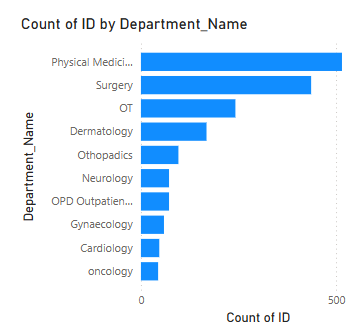 Count of ID by Department_Name
Department_Name
Physical Medici...
Surgery
OT
Dermatology
Othopadics
Neurology
OPD Outpatien...
Gynaecology
Cardiology
oncology
0 500
Count of ID